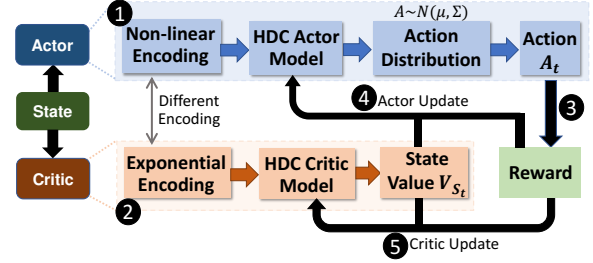 1
A~N(μ, Σ)
Actor
Non-linear
Encoding
HDC Actor
Model
Action
Distribution
Action
A_t
State
Different
Encoding
4
Actor Update
3
Critic
Exponential
Encoding
HDC Critic
Model
State
Value V_{S_t}
Reward
2
5
Critic Update